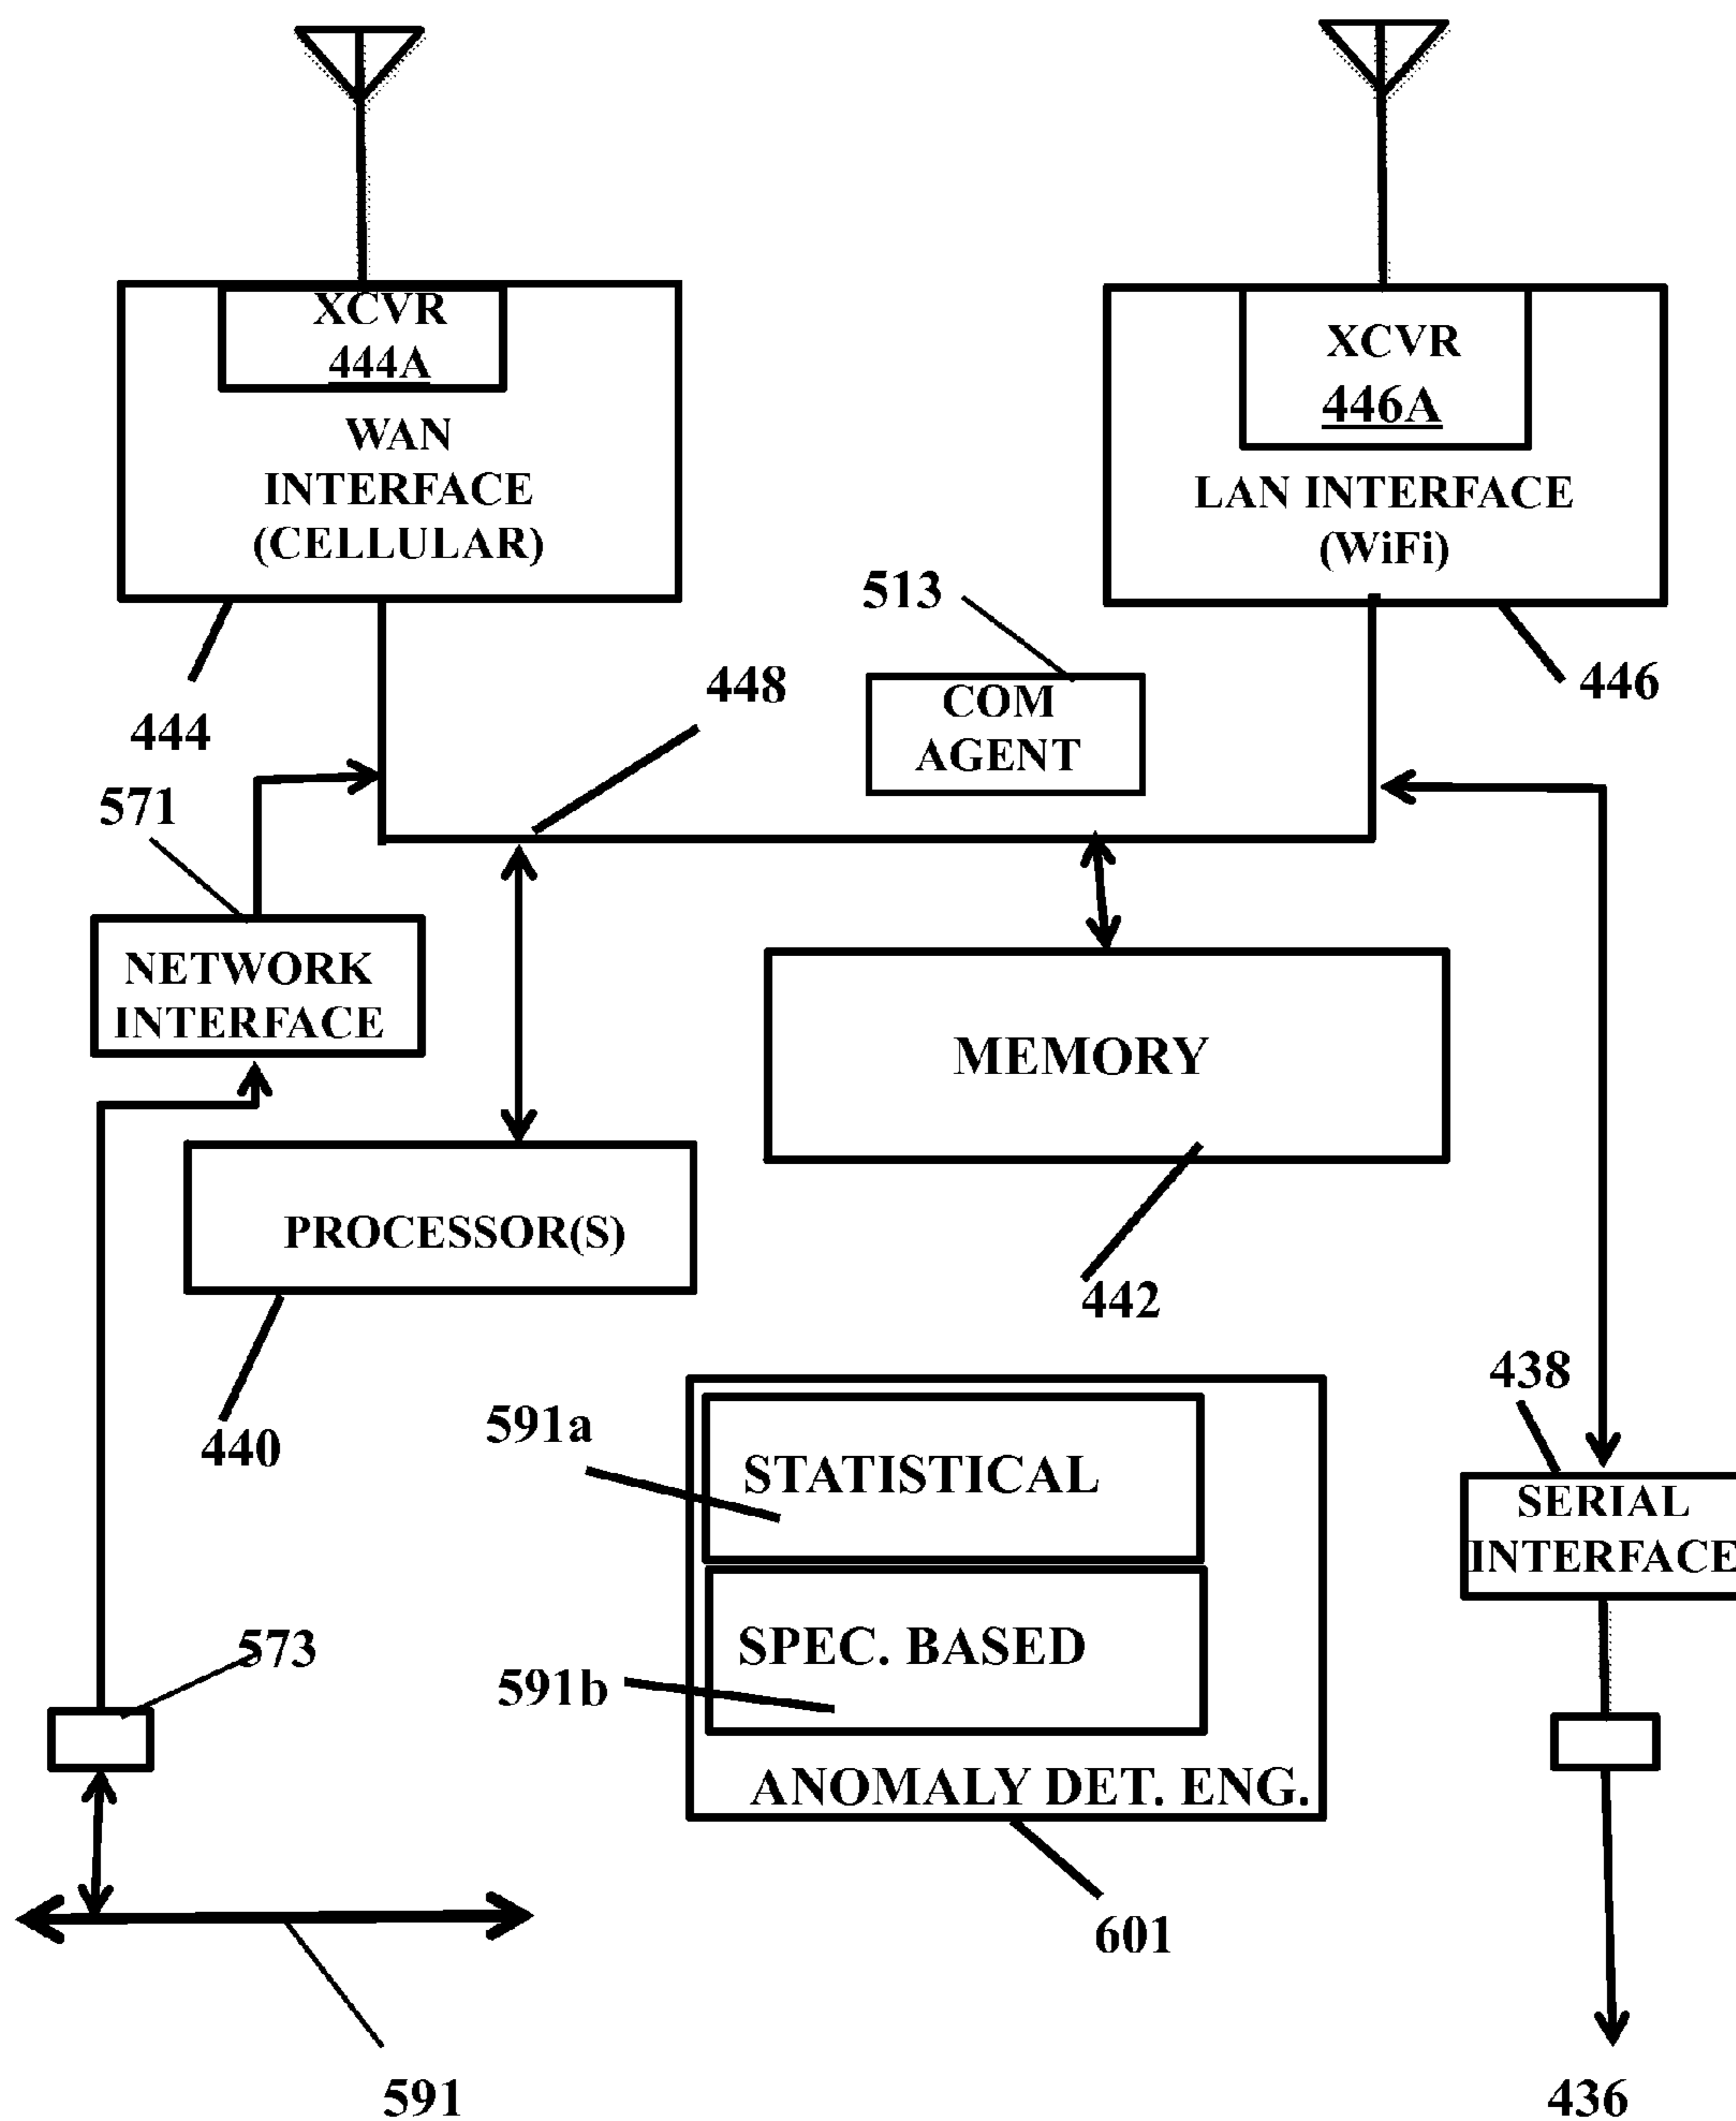 XCVR
444A
WAN
INTERFACE
(CELLULAR)
XCVR
446A
LAN INTERFACE
(WiFi)
513
COM
AGENT
448
446
444
571
NETWORK
INTERFACE
MEMORY
PROCESSOR(S)
442
440
438
SERIAL
INTERFACE
591a
STATISTICAL
SPEC. BASED
591b
ANOMALY DET. ENG.
573
601
591
436